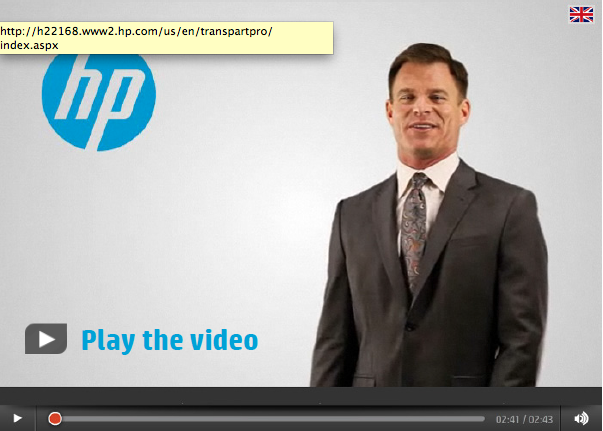 http://h22168.www2.hp.com/us/en/transpartpro/
index.aspx
hp
Play the video
02:41 / 02:43